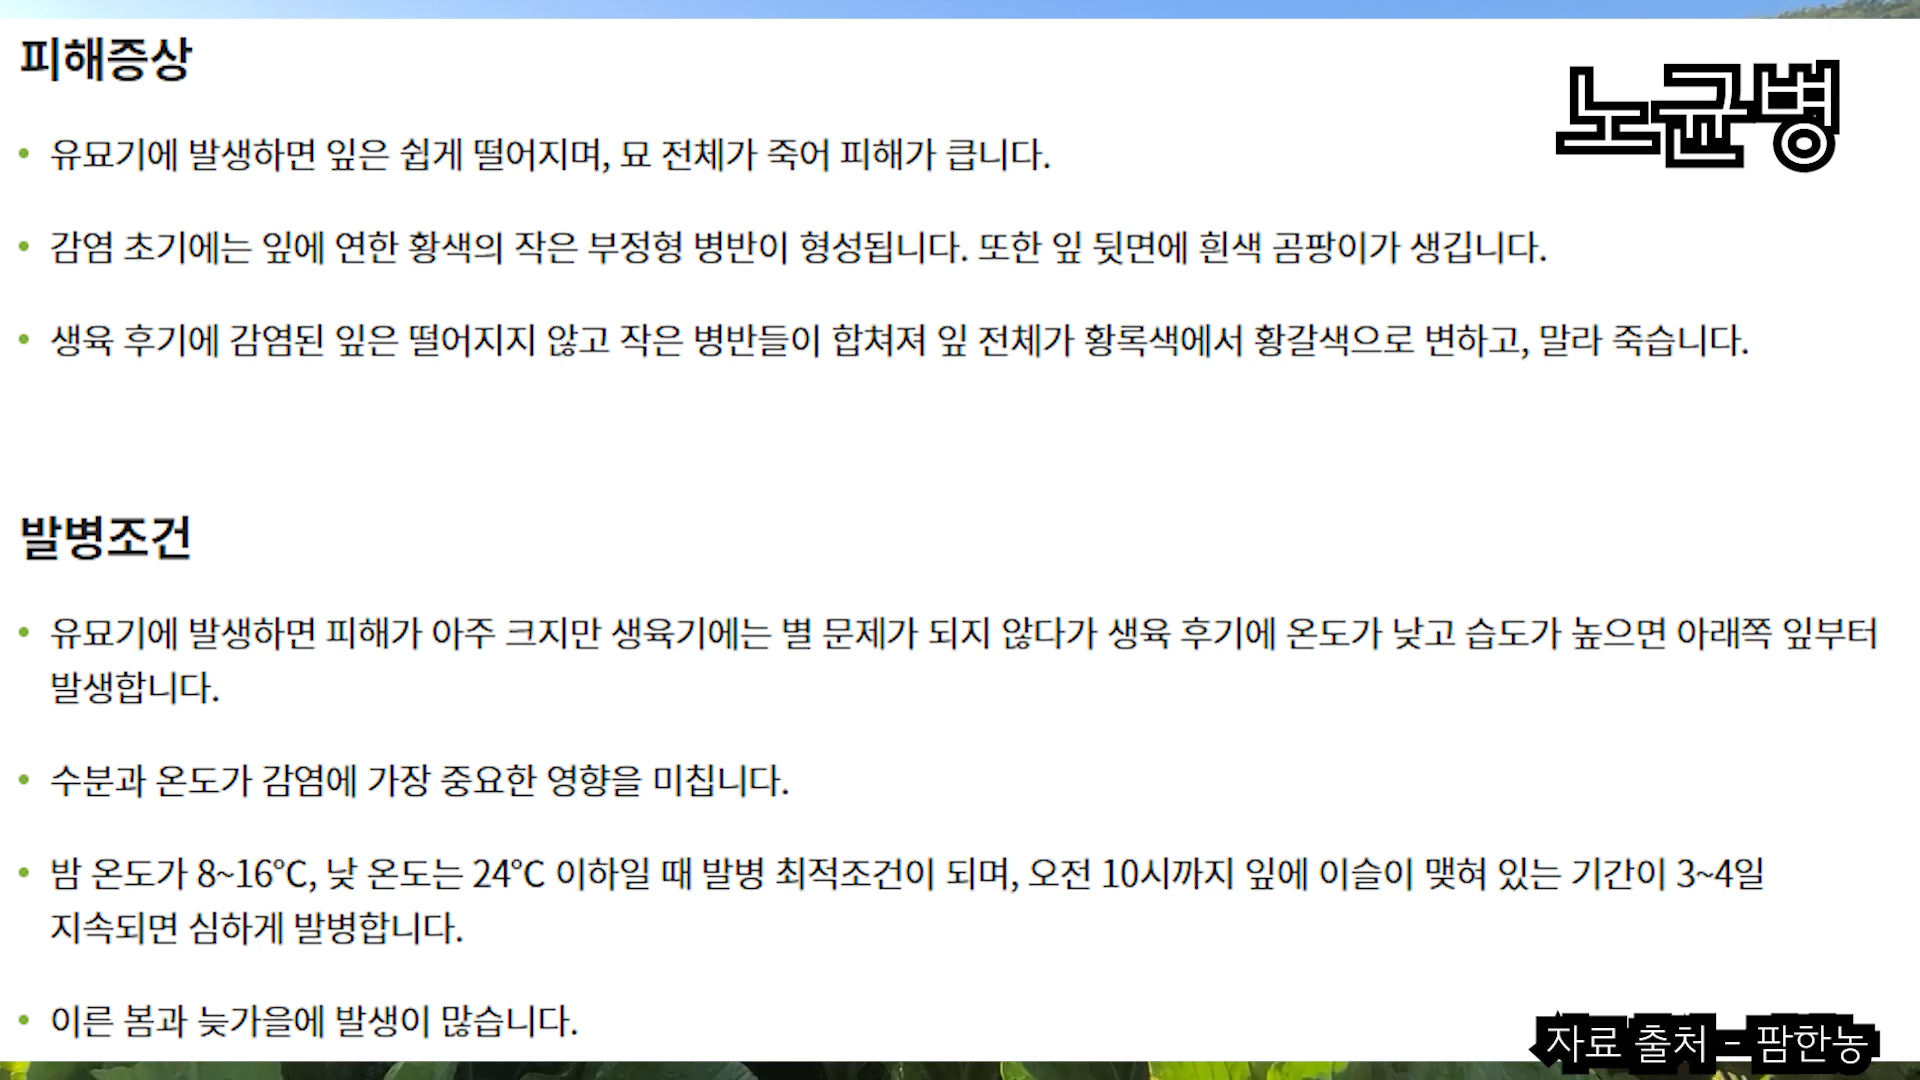 피해증상
노균병
• 유묘기에 발생하면 잎은 쉽게 떨어지며, 묘 전체가 죽어 피해가 큽니다.
• 감염 초기에는 잎에 연한 황색의 작은 부정형 병반이 형성됩니다. 또한 잎 뒷면에 흰색 곰팡이가 생깁니다.
• 생육 후기에 감염된 잎은 떨어지지 않고 작은 병반들이 합쳐져 잎 전체가 황록색에서 황갈색으로 변하고, 말라 죽습니다.
발병조건
• 유묘기에 발생하면 피해가 아주 크지만 생육기에는 별 문제가 되지 않다가 생육 후기에 온도가 낮고 습도가 높으면 아래쪽 잎부터
발생합니다.
• 수분과 온도가 감염에 가장 중요한 영향을 미칩니다.
• 밤 온도가 8~16°C, 낮 온도는 24°C 이하일 때 발병 최적조건이 되며, 오전 10시까지 잎에 이슬이 맺혀 있는 기간이 3~4일
지속되면 심하게 발병합니다.
• 이른 봄과 늦가을에 발생이 많습니다.
자료 출처 - 팜한농